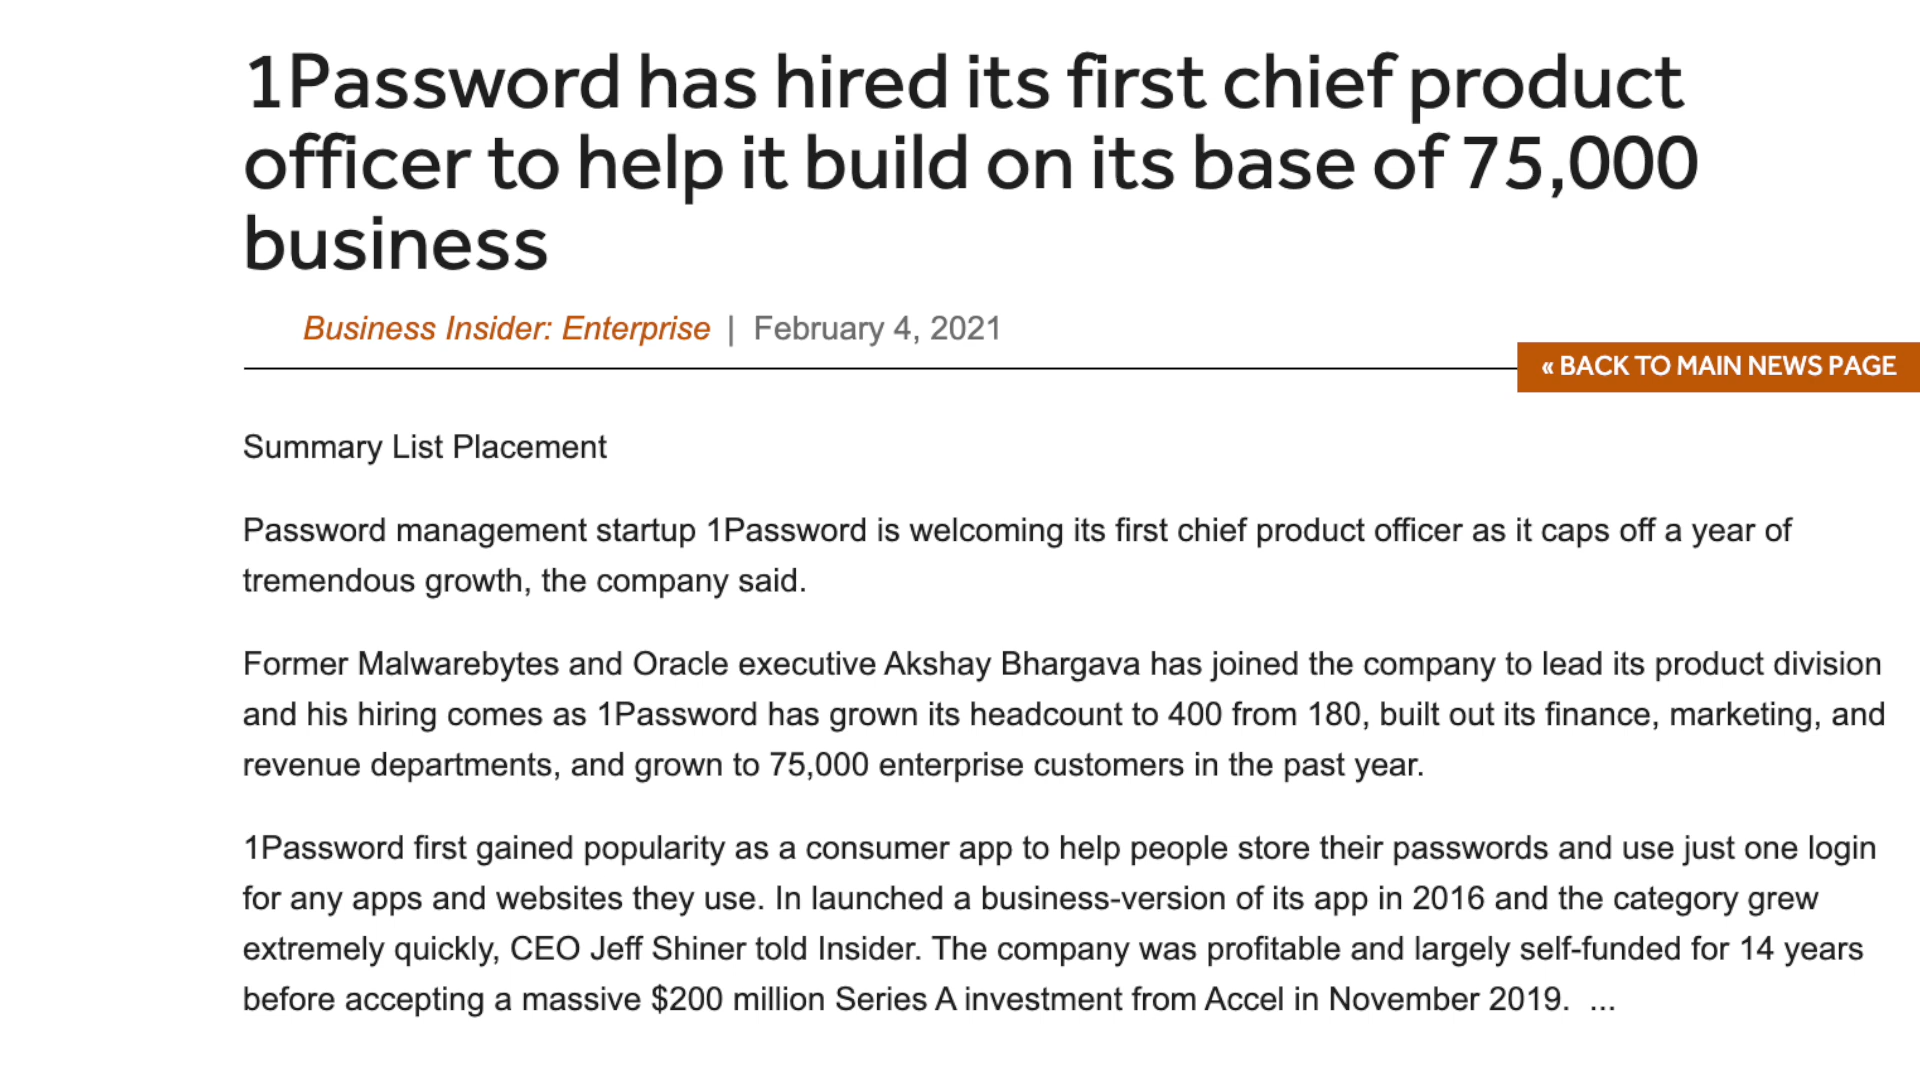 1Password has hired its first chief product
officer to help it build on its base of 75,000
business
Business Insider: Enterprise | February 4, 2021
« BACK TO MAIN NEWS PAGE
Summary List Placement
Password management startup 1Password is welcoming its first chief product officer as it caps off a year of
tremendous growth, the company said.
Former Malwarebytes and Oracle executive Akshay Bhargava has joined the company to lead its product division
and his hiring comes as 1Password has grown its headcount to 400 from 180, built out its finance, marketing, and
revenue departments, and grown to 75,000 enterprise customers in the past year.
1Password first gained popularity as a consumer app to help people store their passwords and use just one login
for any apps and websites they use. In launched a business-version of its app in 2016 and the category grew
extremely quickly, CEO Jeff Shiner told Insider. The company was profitable and largely self-funded for 14 years
before accepting a massive $200 million Series A investment from Accel in November 2019.  ...